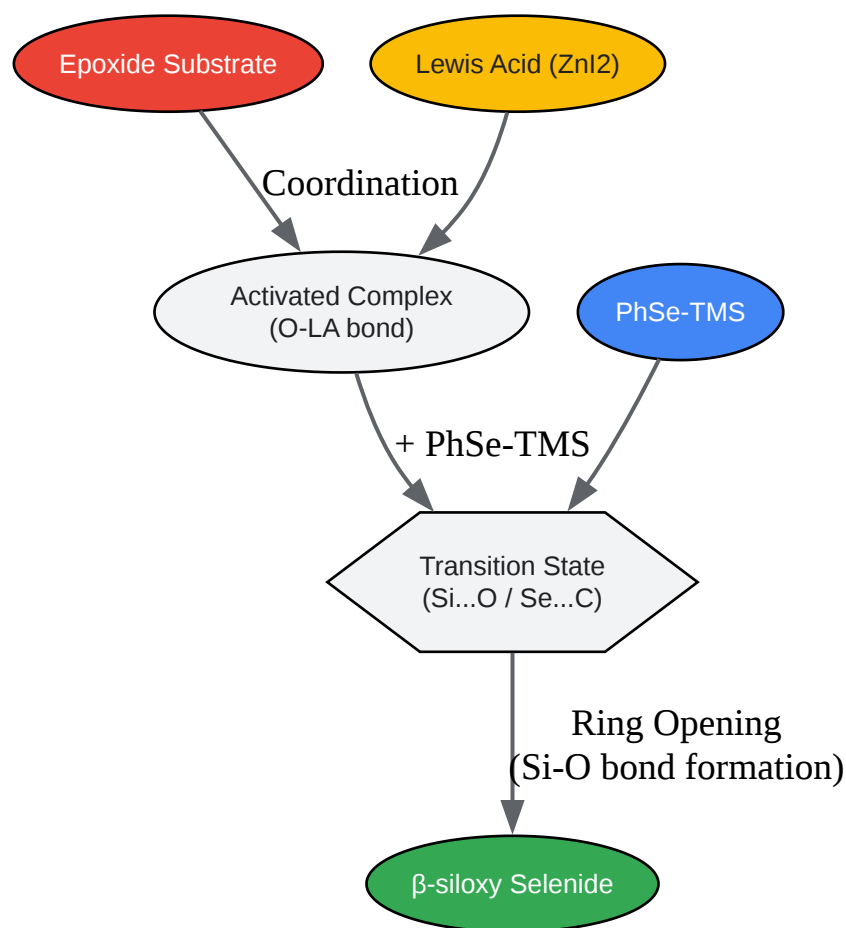 Epoxide Substrate
Lewis Acid (ZnI2)
Coordination
Activated Complex
(O-LA bond)
PhSe-TMS
+ PhSe-TMS
Transition State
(Si...O / Se...C)
Ring Opening
(Si-O bond formation)
β-siloxy Selenide